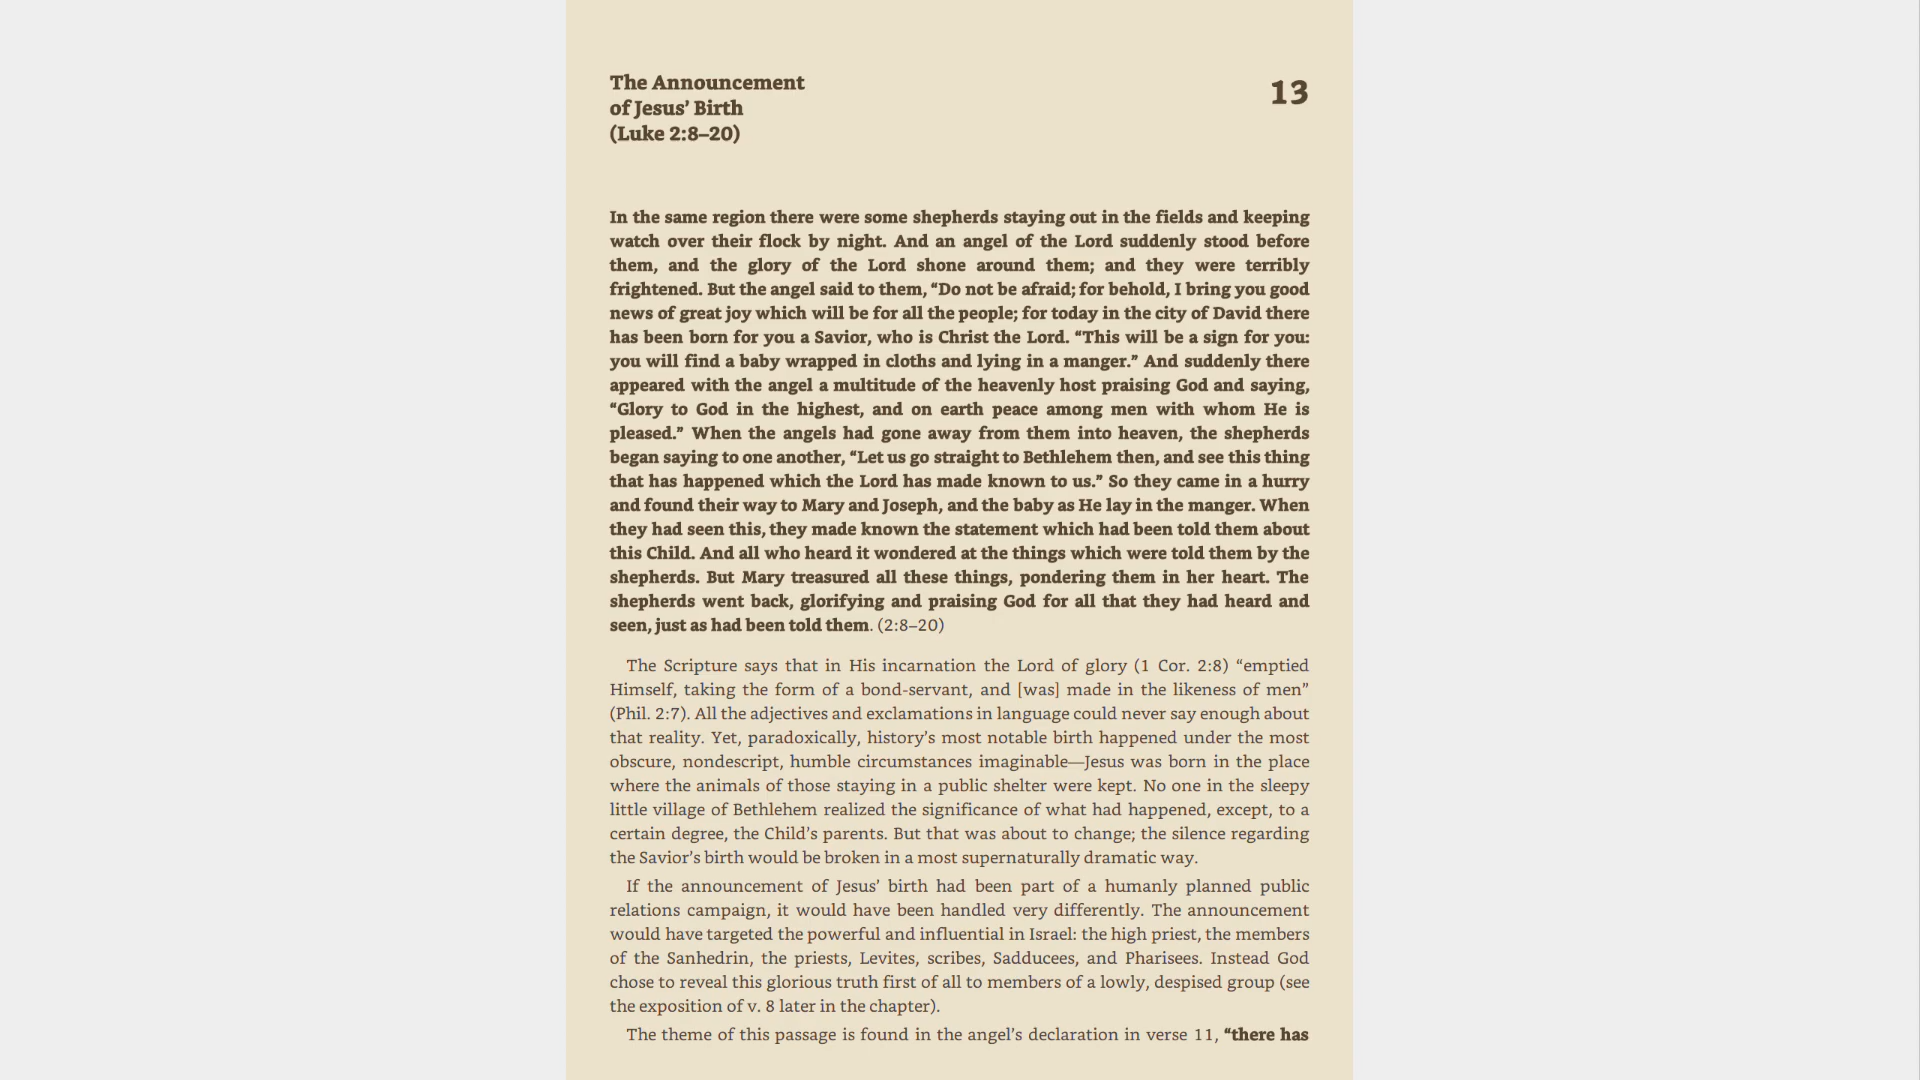 The Announcement
of Jesus’ Birth
(Luke 2:8–20)
13
In the same region there were some shepherds staying out in the fields and keeping
watch over their flock by night. And an angel of the Lord suddenly stood before
them, and the glory of the Lord shone around them; and they were terribly
frightened. But the angel said to them, “Do not be afraid; for behold, I bring you good
news of great joy which will be for all the people; for today in the city of David there
has been born for you a Savior, who is Christ the Lord. “This will be a sign for you:
you will find a baby wrapped in cloths and lying in a manger.” And suddenly there
appeared with the angel a multitude of the heavenly host praising God and saying,
“Glory to God in the highest, and on earth peace among men with whom He is
pleased.” When the angels had gone away from them into heaven, the shepherds
began saying to one another, “Let us go straight to Bethlehem then, and see this thing
that has happened which the Lord has made known to us.” So they came in a hurry
and found their way to Mary and Joseph, and the baby as He lay in the manger. When
they had seen this, they made known the statement which had been told them about
this Child. And all who heard it wondered at the things which were told them by the
shepherds. But Mary treasured all these things, pondering them in her heart. The
shepherds went back, glorifying and praising God for all that they had heard and
seen, just as had been told them. (2:8–20)
The Scripture says that in His incarnation the Lord of glory (1 Cor. 2:8) “emptied
Himself, taking the form of a bond-servant, and [was] made in the likeness of men”
(Phil. 2:7). All the adjectives and exclamations in language could never say enough about
that reality. Yet, paradoxically, history’s most notable birth happened under the most
obscure, nondescript, humble circumstances imaginable—Jesus was born in the place
where the animals of those staying in a public shelter were kept. No one in the sleepy
little village of Bethlehem realized the significance of what had happened, except, to a
certain degree, the Child’s parents. But that was about to change; the silence regarding
the Savior’s birth would be broken in a most supernaturally dramatic way.
If the announcement of Jesus’ birth had been part of a humanly planned public
relations campaign, it would have been handled very differently. The announcement
would have targeted the powerful and influential in Israel: the high priest, the members
of the Sanhedrin, the priests, Levites, scribes, Sadducees, and Pharisees. Instead God
chose to reveal this glorious truth first of all to members of a lowly, despised group (see
the exposition of v. 8 later in the chapter).
The theme of this passage is found in the angel’s declaration in verse 11, “there has